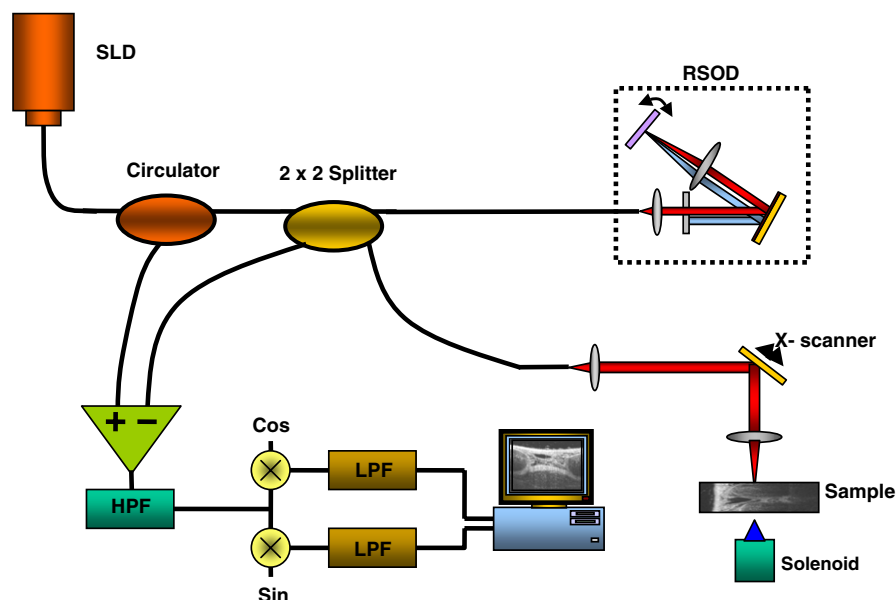 SLD
RSOD
Circulator
2 x 2 Splitter
X- scanner
+ −
Cos
LPF
HPF
Sample
LPF
Solenoid
Sin